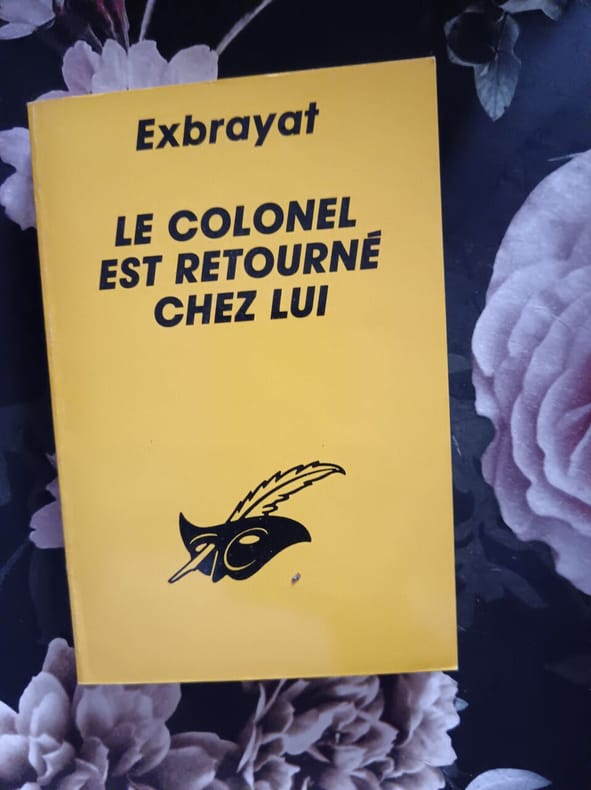 Exbrayat
LE COLONEL
EST RETOURNÉ
CHEZ LUI